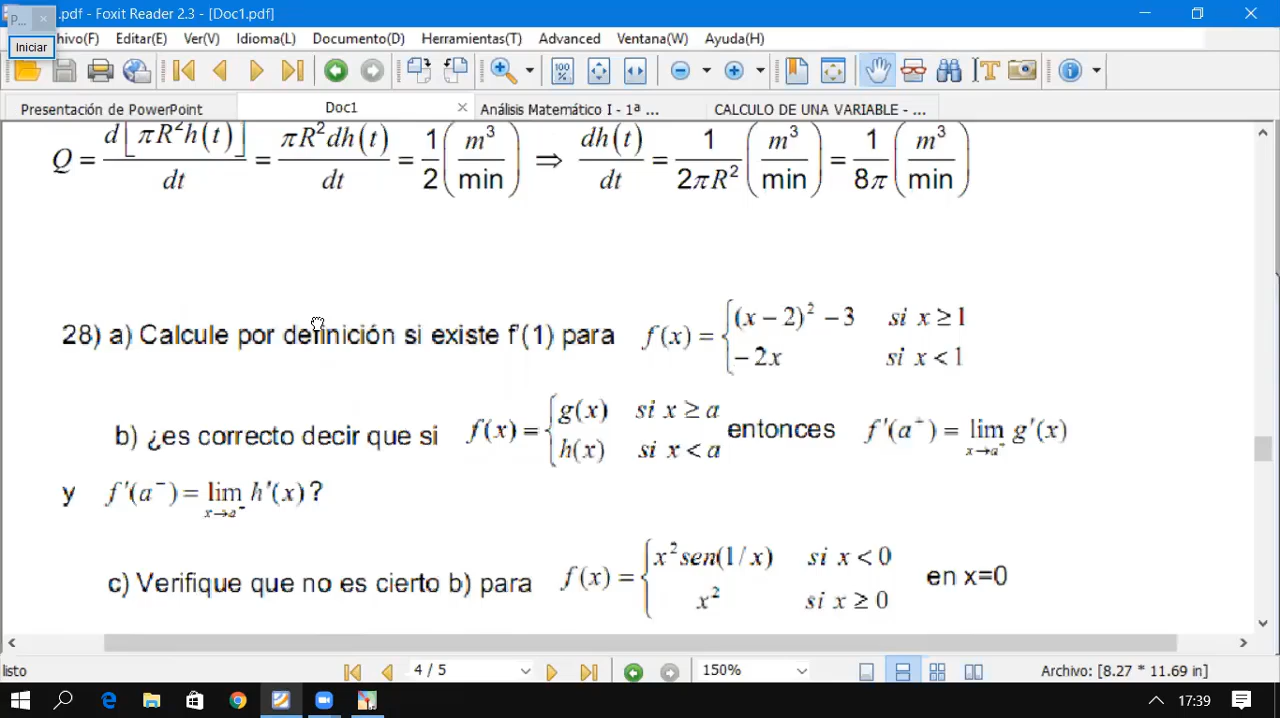 P...
.pdf - Foxit Reader 2.3 - [Doc1.pdf]
Iniciar
hivo(F) Editar(E) Ver(V) Idioma(L) Documento(D) Herramientas(T) Advanced Ventana(W) Ayuda(H)
Presentación de PowerPoint Doc1 Análisis Matemático I - 1ª ... CALCULO DE UNA VARIABLE - ...
Q = d[πR²h(t)]/dt = πR²dh(t)/dt = 1/2 (m³/min) ⇒ dh(t)/dt = 1/2πR² (m³/min) = 1/8π (m³/min)
28) a) Calcule por definición si existe f'(1) para f(x) = { (x − 2)² − 3 si x ≥ 1
− 2x si x < 1
b) ¿es correcto decir que si f(x) = { g(x) si x ≥ a entonces f'(a⁺) = lim g'(x)
h(x) si x < a x→a⁺
y f'(a⁻) = lim h'(x) ?
x→a⁻
c) Verifique que no es cierto b) para f(x) = { x² sen(1/x) si x < 0 en x=0
x² si x ≥ 0
listo 4 / 5 150% Archivo: [8.27 * 11.69 in]
17:39